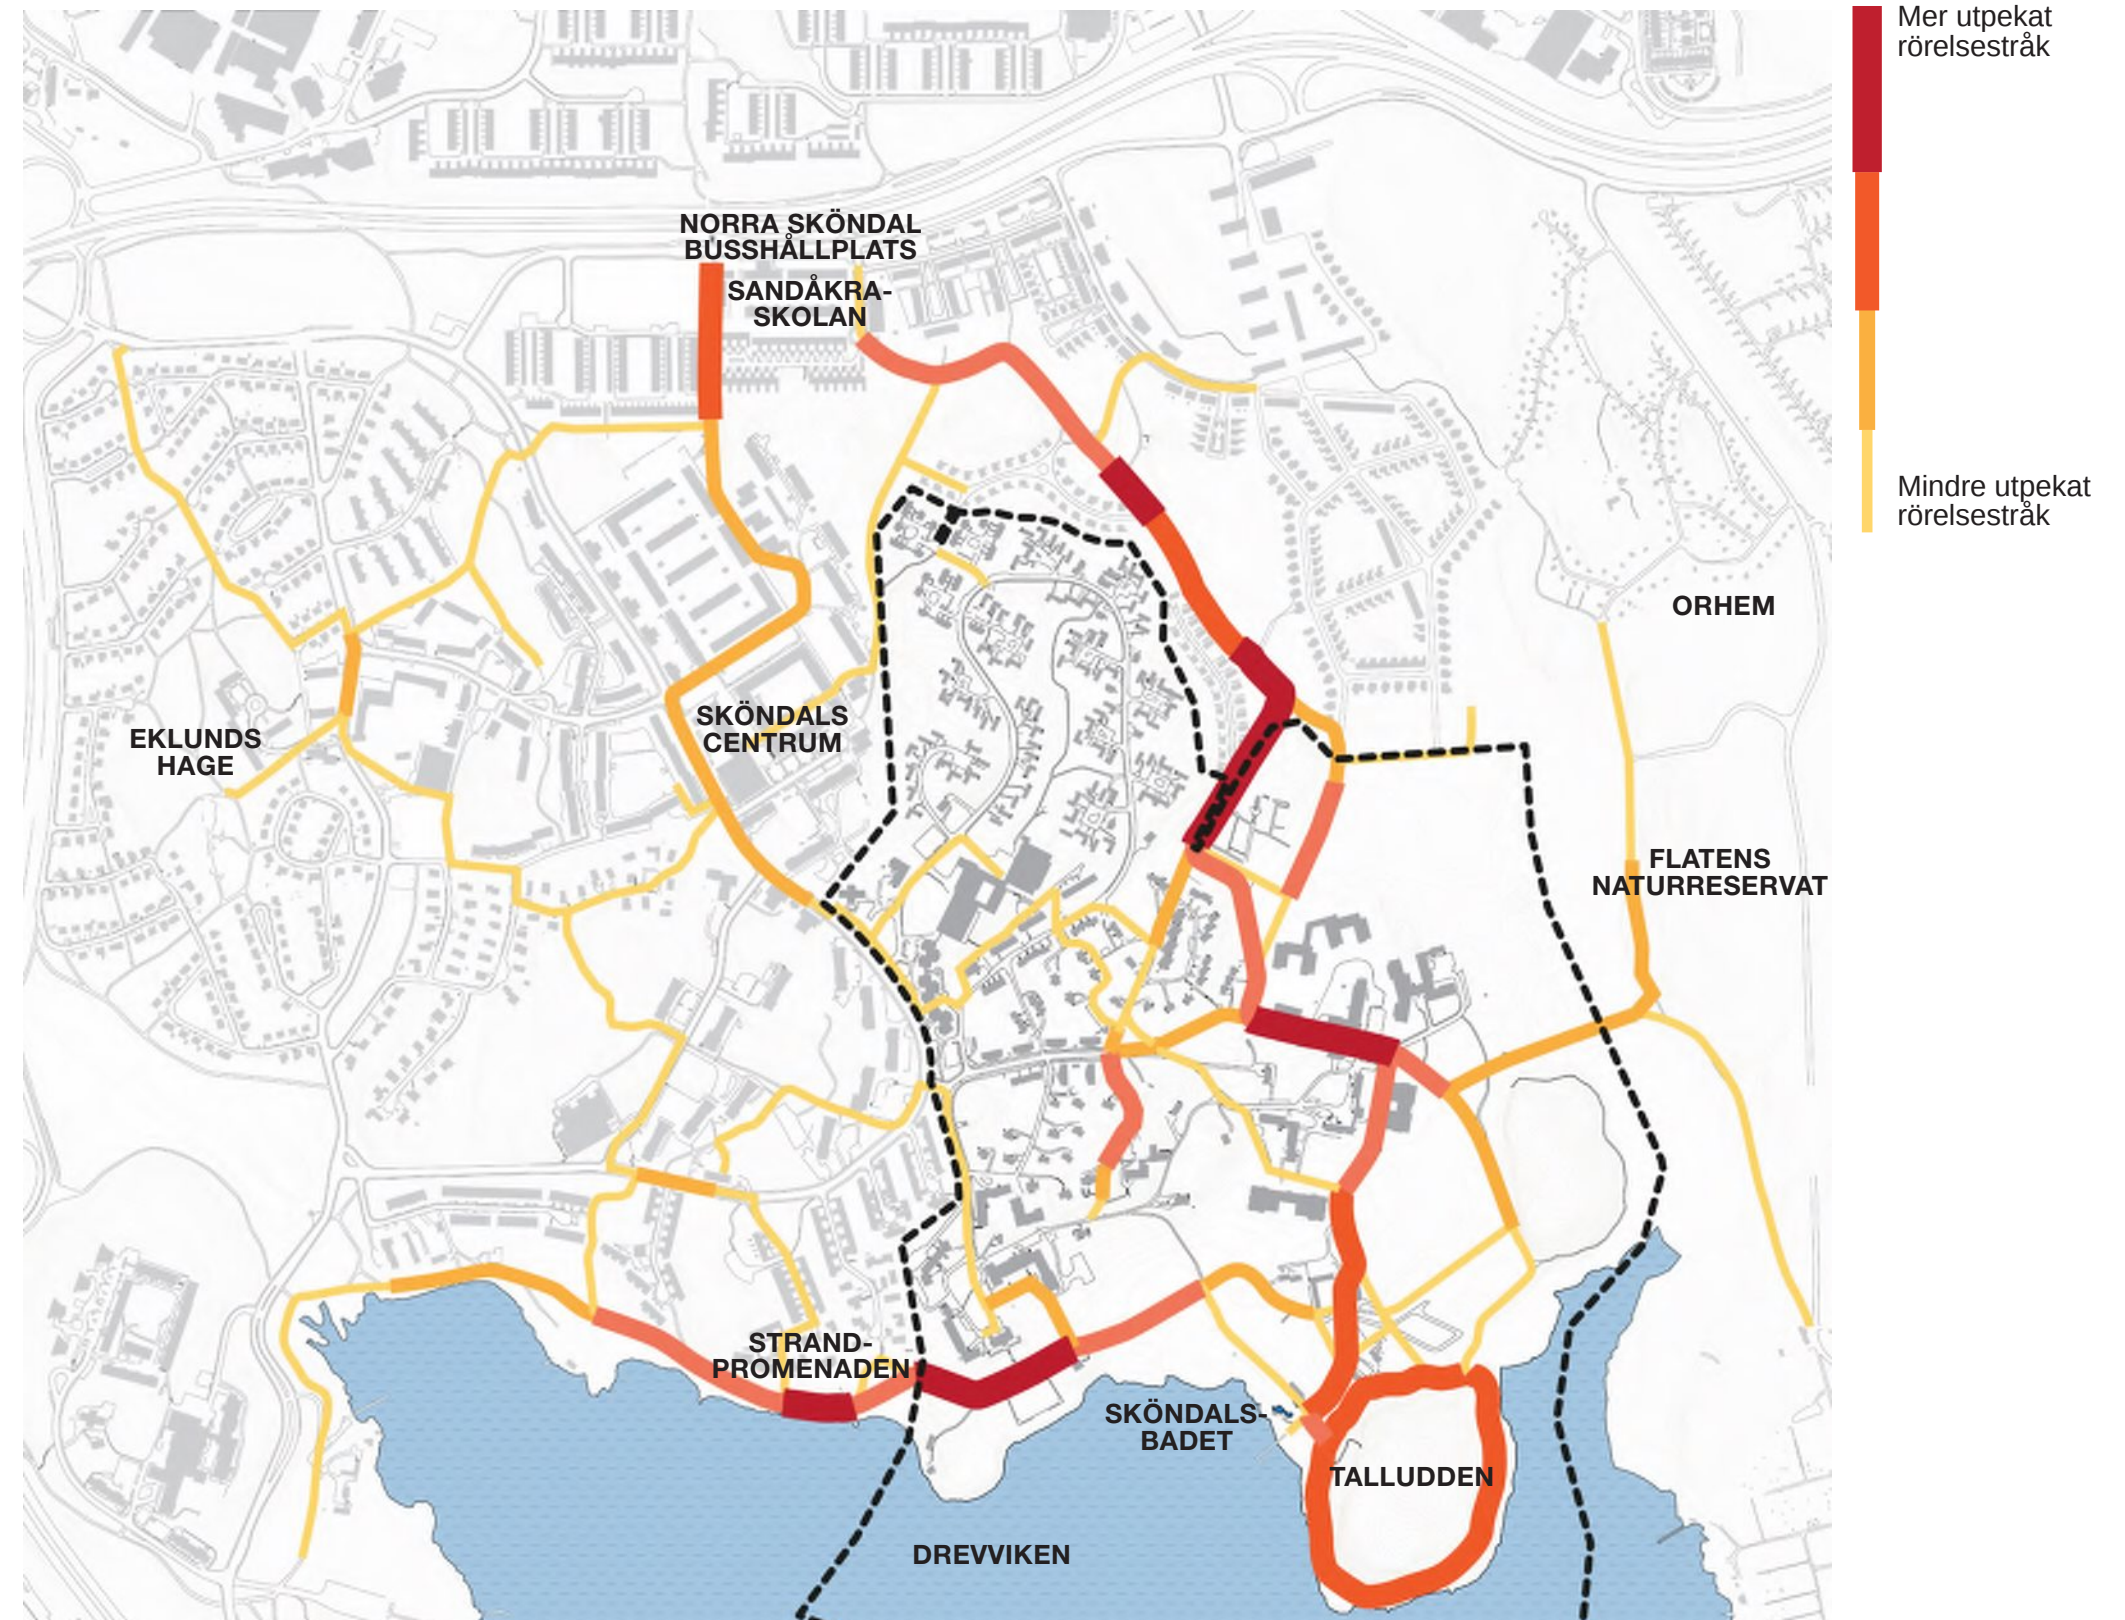 Mer utpekat
rörelsestråk
Mindre utpekat
rörelsestråk
NORRA SKÖNDAL
BUSSHÅLLPLATS
SANDÅKRA-
SKOLAN
ORHEM
SKÖNDALS
CENTRUM
EKLUNDS
HAGE
FLATENS
NATURRESERVAT
STRAND-
PROMENADEN
SKÖNDALS-
BADET
TALLUDDEN
DREVVIKEN